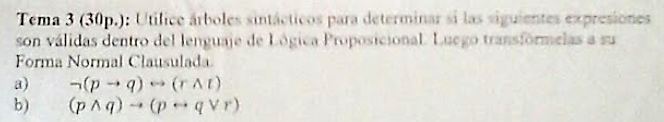 Tema 3 (30p.): Utilice árboles sintácticos para determinar si las siguientes expresiones
son válidas dentro del lenguaje de Lógica Proposicional. Luego transfórmelas a su
Forma Normal Clausulada.
a) ¬(p → q) ↔ (r ∧ t)
b) (p ∧ q) → (p ↔ q ∨ r)